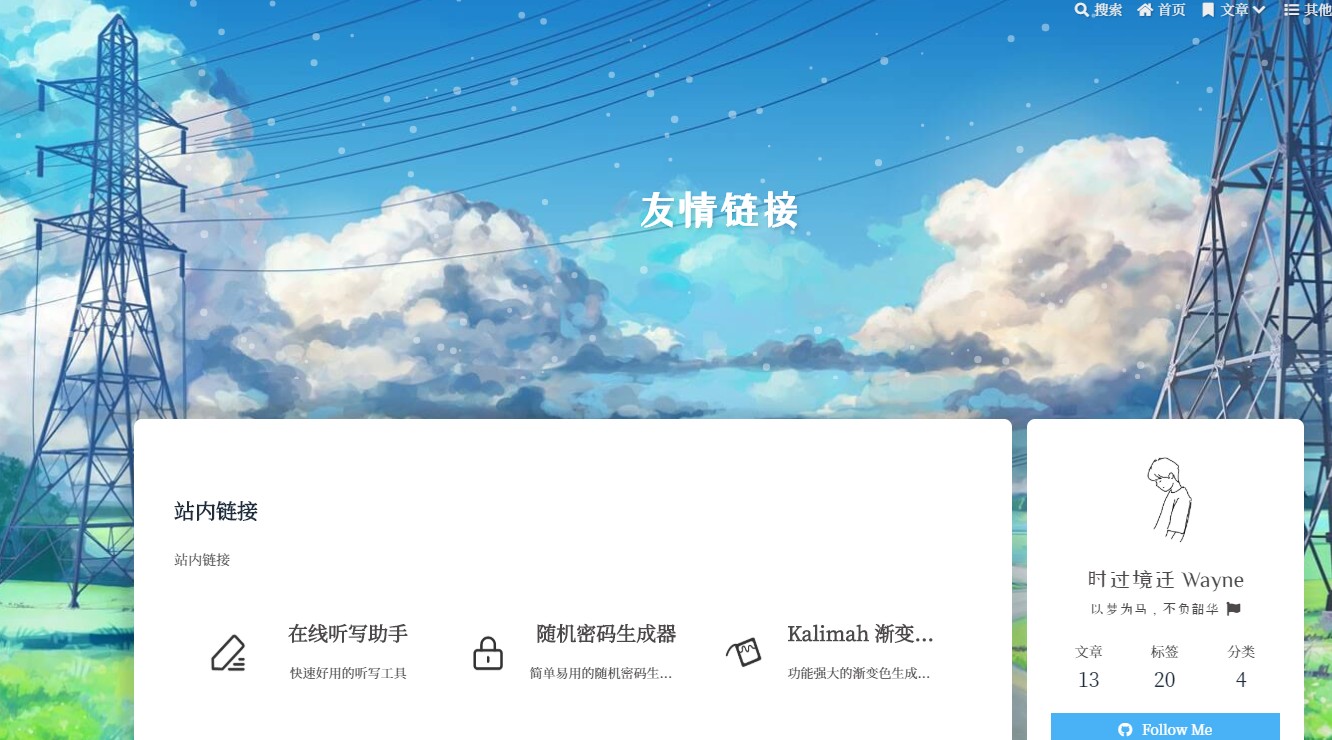 搜索 首页 文章 其他
友情链接
站内链接
站内链接
在线听写助手
快速好用的听写工具
随机密码生成器
简单易用的随机密码生...
Kalimah 渐变...
功能强大的渐变色生成...
时过境迁 Wayne
以梦为马，不负韶华
文章 标签 分类
13 20 4
Follow Me